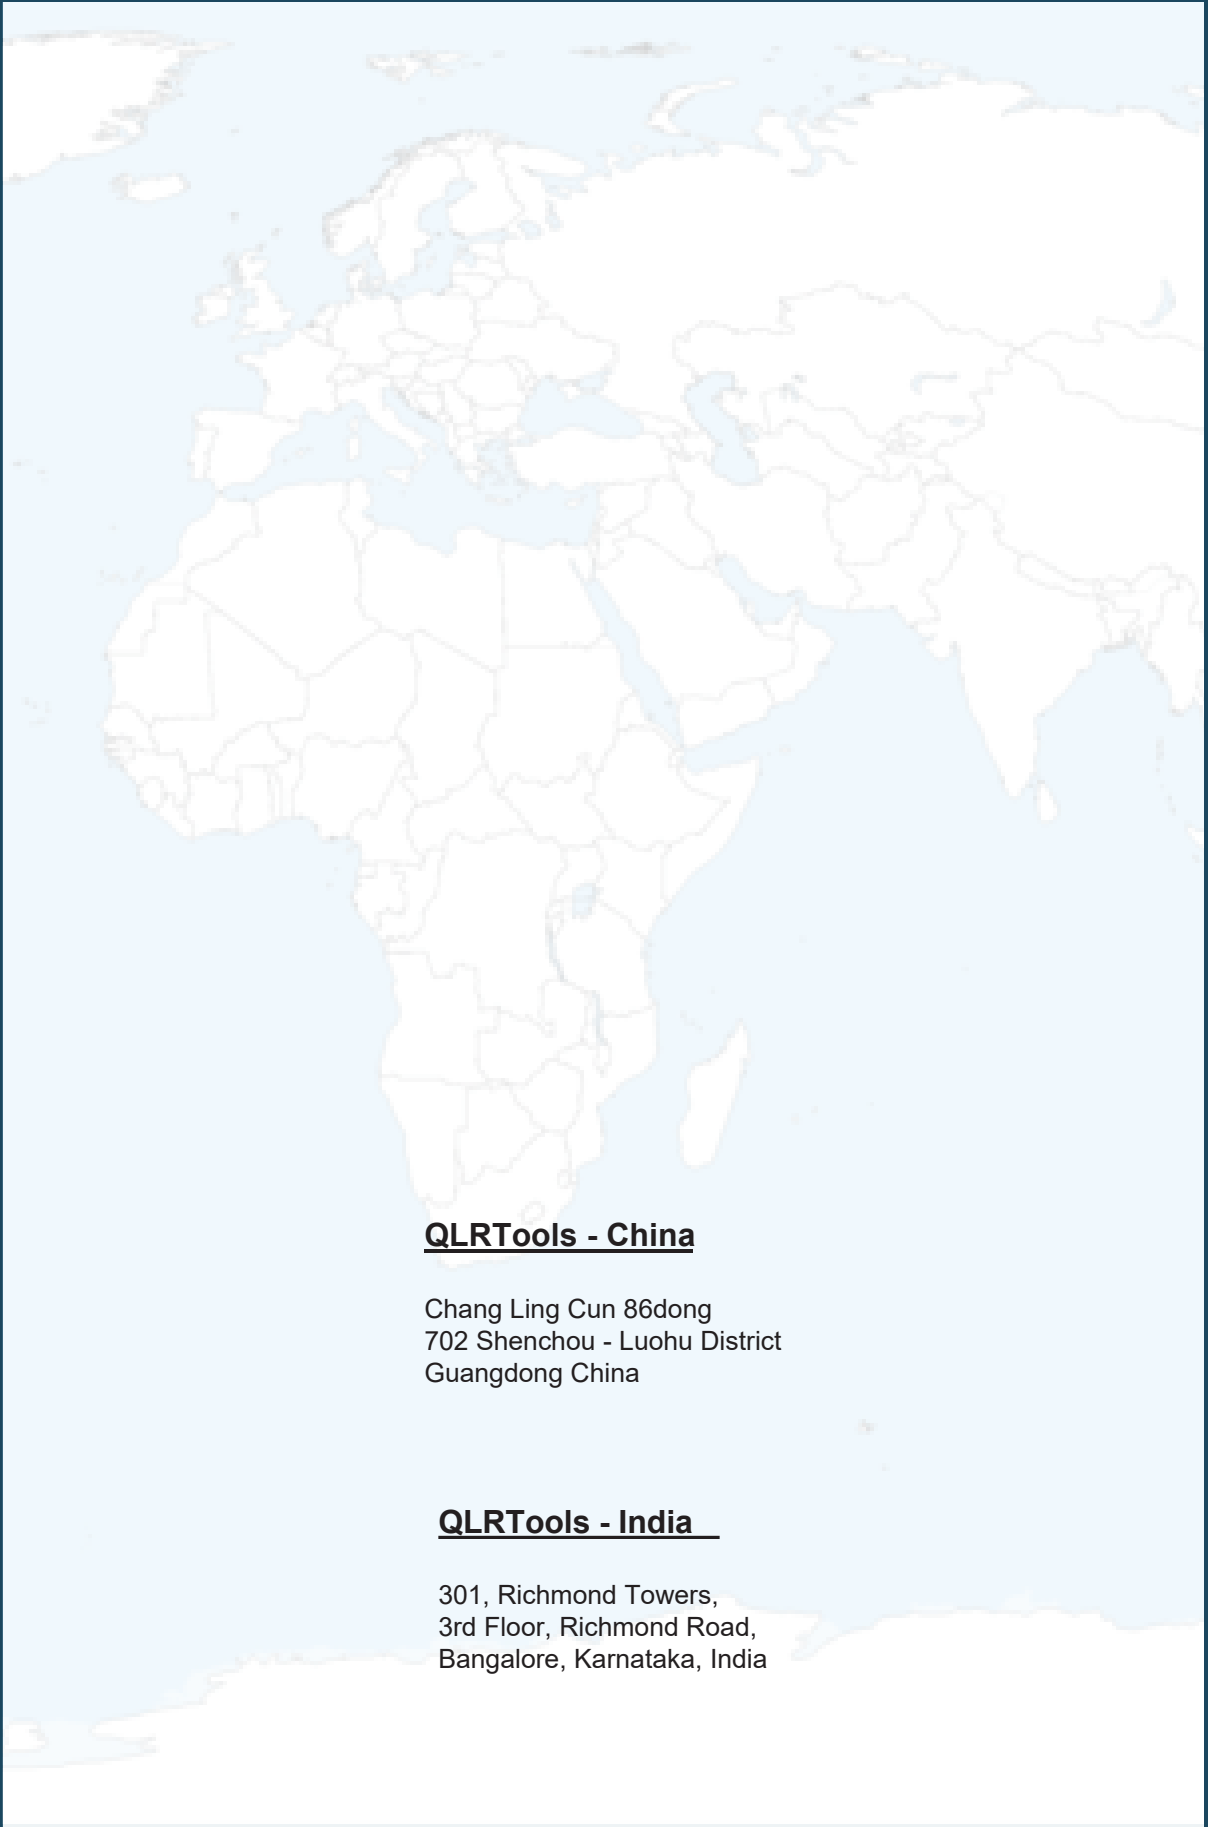 QLRTools - China
Chang Ling Cun 86dong
702 Shenchou - Luohu District
Guangdong China
QLRTools - India
301, Richmond Towers,
3rd Floor, Richmond Road,
Bangalore, Karnataka, India